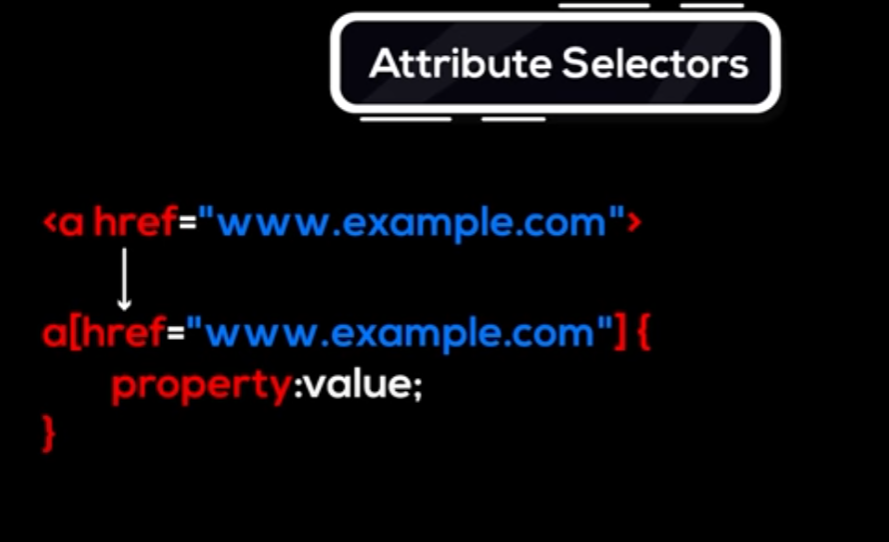 Attribute Selectors
<a href="www.example.com">
a[href="www.example.com"] {
property:value;
}